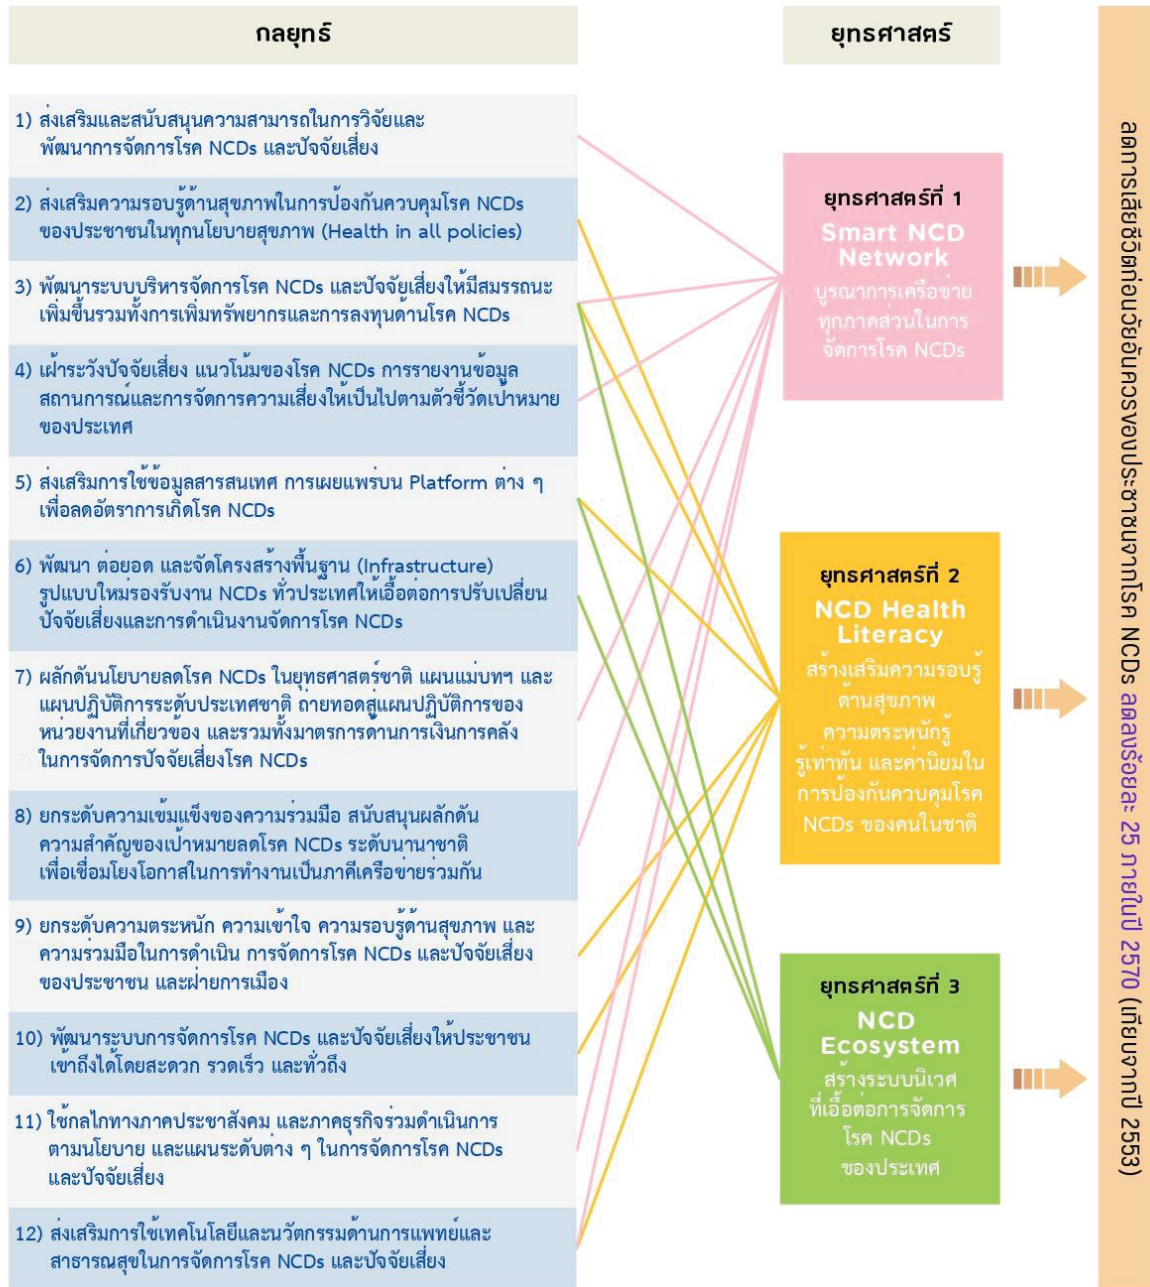 กลยุทธ์
1) ส่งเสริมและสนับสนุนความสามารถในการวิจัยและ
พัฒนาการจัดการโรค NCDs และปัจจัยเสี่ยง
2) ส่งเสริมความรอบรู้ด้านสุขภาพในการป้องกันควบคุมโรค NCDs
ของประชาชนในทุกนโยบายสุขภาพ (Health in all policies)
3) พัฒนาระบบบริหารจัดการโรค NCDs และปัจจัยเสี่ยงให้มีสมรรถนะ
เพิ่มขึ้นรวมทั้งการเพิ่มทรัพยากรและการลงทุนด้านโรค NCDs
4) เฝ้าระวังปัจจัยเสี่ยง แนวโน้มของโรค NCDs การรายงานข้อมูล
สถานการณ์และการจัดการความเสี่ยงให้เป็นไปตามตัวชี้วัดเป้าหมาย
ของประเทศ
5) ส่งเสริมการใช้ข้อมูลสารสนเทศ การเผยแพร่บน Platform ต่าง ๆ
เพื่อลดอัตราการเกิดโรค NCDs
6) พัฒนา ต่อยอด และจัดโครงสร้างพื้นฐาน (Infrastructure)
รูปแบบใหม่รองรับงาน NCDs ทั่วประเทศให้เอื้อต่อการปรับเปลี่ยน
ปัจจัยเสี่ยงและการดำเนินงานจัดการโรค NCDs
7) ผลักดันนโยบายลดโรค NCDs ในยุทธศาสตร์ชาติ แผนแม่บทฯ และ
แผนปฏิบัติการระดับประเทศชาติ ถ่ายทอดสู่แผนปฏิบัติการของ
หน่วยงานที่เกี่ยวข้อง และรวมทั้งมาตรการด้านการเงินการคลัง
ในการจัดการปัจจัยเสี่ยงโรค NCDs
8) ยกระดับความเข้มแข็งของความร่วมมือ สนับสนุนผลักดัน
ความสำคัญของเป้าหมายลดโรค NCDs ระดับนานาชาติ
เพื่อเชื่อมโยงโอกาสในการทำงานเป็นภาคีเครือข่ายร่วมกัน
9) ยกระดับความตระหนัก ความเข้าใจ ความรอบรู้ด้านสุขภาพ และ
ความร่วมมือในการดำเนิน การจัดการโรค NCDs และปัจจัยเสี่ยง
ของประชาชน และฝ่ายการเมือง
10) พัฒนาระบบการจัดการโรค NCDs และปัจจัยเสี่ยงให้ประชาชน
เข้าถึงได้โดยสะดวก รวดเร็ว และทั่วถึง
11) ใช้กลไกทางภาคประชาสังคม และภาคธุรกิจร่วมดำเนินการ
ตามนโยบาย และแผนระดับต่าง ๆ ในการจัดการโรค NCDs
และปัจจัยเสี่ยง
12) ส่งเสริมการใช้เทคโนโลยีและนวัตกรรมด้านการแพทย์และ
สาธารณสุขในการจัดการโรค NCDs และปัจจัยเสี่ยง
ยุทธศาสตร์
ยุทธศาสตร์ที่ 1
Smart NCD
Network
บูรณาการเครือข่าย
ทุกภาคส่วนในการ
จัดการโรค NCDs
ยุทธศาสตร์ที่ 2
NCD Health
Literacy
สร้างเสริมความรอบรู้
ด้านสุขภาพ
ความตระหนักรู้
รู้เท่าทัน และค่านิยมใน
การป้องกันควบคุมโรค
NCDs ของคนในชาติ
ยุทธศาสตร์ที่ 3
NCD
Ecosystem
สร้างระบบนิเวศ
ที่เอื้อต่อการจัดการ
โรค NCDs
ของประเทศ
ลดการเสียชีวิตก่อนวัยอันควรของประชาชนจากโรค NCDs ลดลงร้อยละ 25 ภายในปี 2570 (เทียบจากปี 2553)